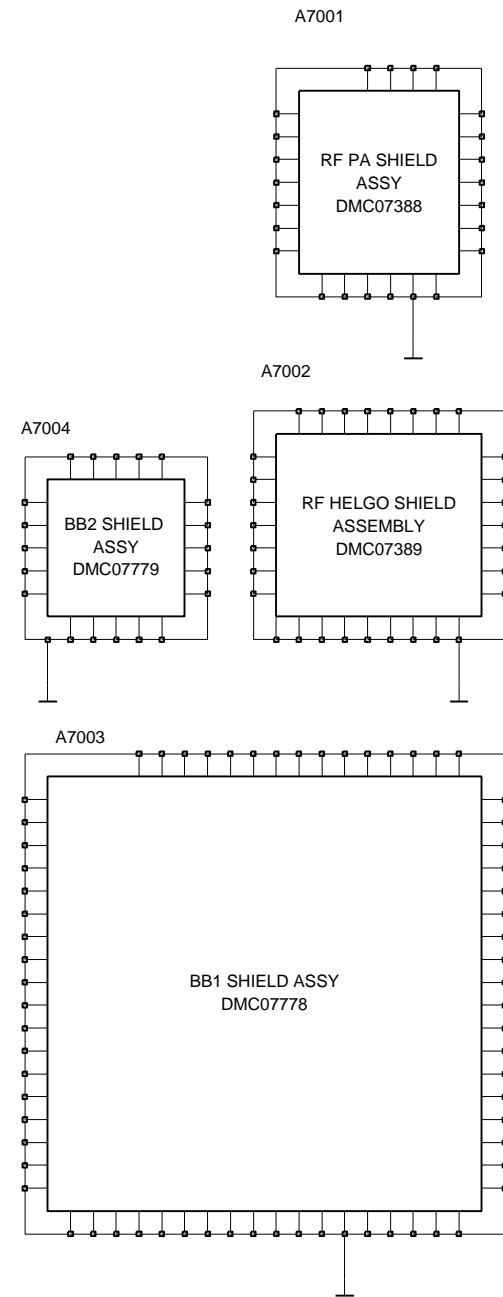 A7001
RF PA SHIELD
ASSY
DMC07388
A7002
RF HELGO SHIELD
ASSEMBLY
DMC07389
A7004
BB2 SHIELD
ASSY
DMC07779
A7003
BB1 SHIELD ASSY
DMC07778